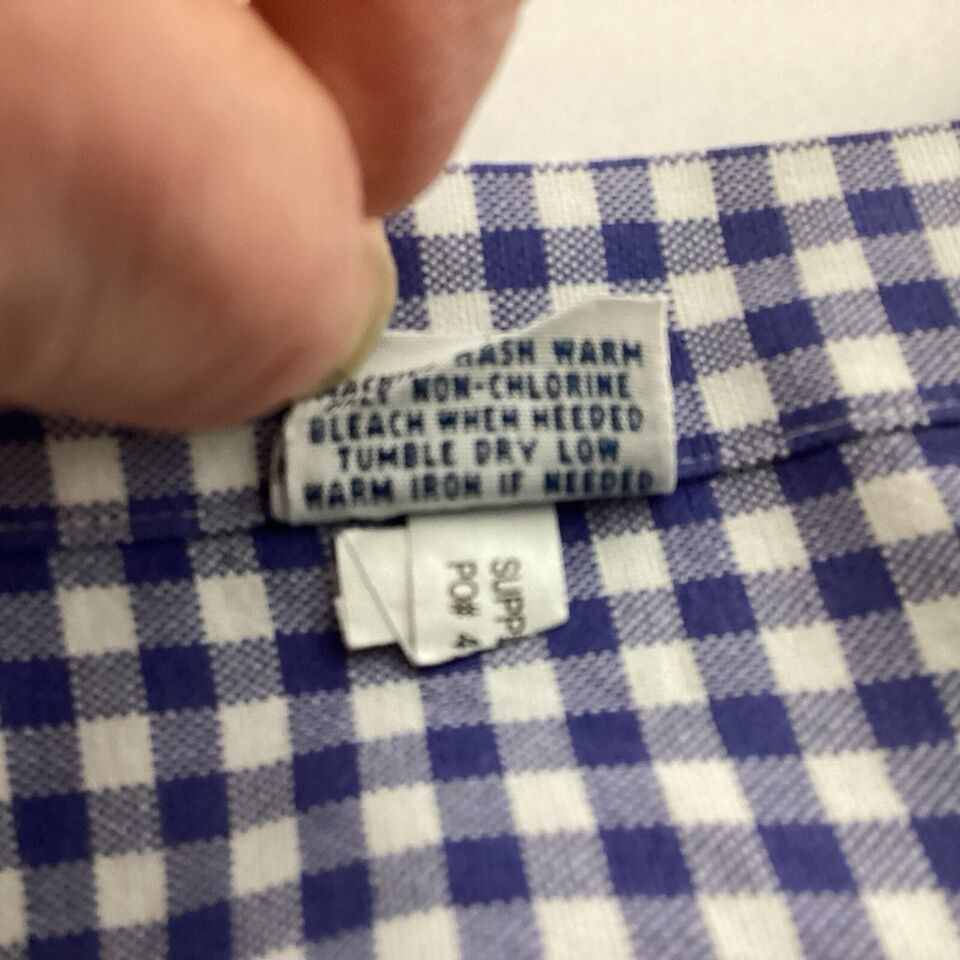 WASH WARM
NON-CHLORINE
BLEACH WHEN NEEDED
TUMBLE DRY LOW
WARM IRON IF NEEDED
SUPP
PO# 4